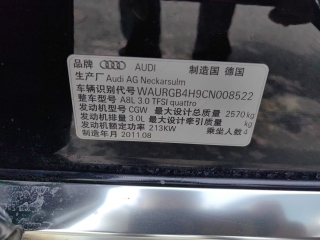 品牌 AUDI 制造国 德国
生产厂 Audi AG Neckarsulm
车辆识别代号 WAURGB4H9CN008522
整车型号 A8L 3.0 TFSI quattro
发动机型号 CGW 最大设计总质量 2570 kg
发动机排量 3.0L 最大设计牵引质量 kg
发动机额定功率 213KW 乘坐人数 4
制造年月 2011.08